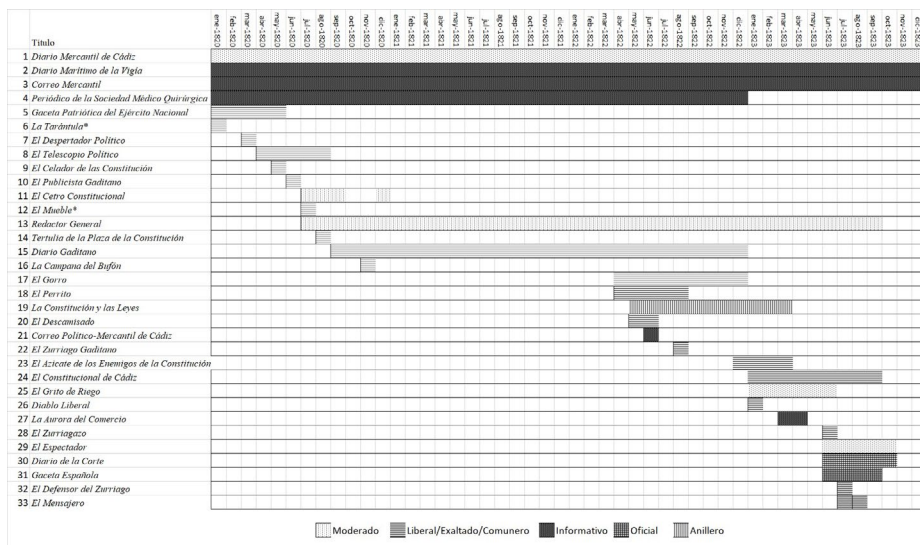 ene-1820 feb-1820 mar-1820 abr-1820 may-1820 jun-1820 jul-1820 ago-1820 sep-1820 oct-1820 nov-1820 dic-1820 ene-1821 feb-1821 mar-1821 abr-1821 may-1821 jun-1821 jul-1821 ago-1821 sep-1821 oct-1821 nov-1821 dic-1821 ene-1822 feb-1822 mar-1822 abr-1822 may-1822 jun-1822 jul-1822 ago-1822 sep-1822 oct-1822 nov-1822 dic-1822 ene-1823 feb-1823 mar-1823 abr-1823 may-1823 jun-1823 jul-1823 ago-1823 sep-1823 oct-1823 nov-1823 dic-1823
Título
1 Diario Mercantil de Cádiz
2 Diario Marítimo de la Vigía
3 Correo Mercantil
4 Periódico de la Sociedad Médico Quirúrgica
5 Gaceta Patriótica del Ejército Nacional
6 La Tarántula*
7 El Despertador Político
8 El Telescopio Político
9 El Celador de las Constitución
10 El Publicista Gaditano
11 El Cetro Constitucional
12 El Mueble*
13 Redactor General
14 Tertulia de la Plaza de la Constitución
15 Diario Gaditano
16 La Campana del Bufón
17 El Gorro
18 El Perrito
19 La Constitución y las Leyes
20 El Descamisado
21 Correo Político-Mercantil de Cádiz
22 El Zurriago Gaditano
23 El Azicate de los Enemigos de la Constitución
24 El Constitucional de Cádiz
25 El Grito de Riego
26 Diablo Liberal
27 La Aurora del Comercio
28 El Zurriagazo
29 El Espectador
30 Diario de la Corte
31 Gaceta Española
32 El Defensor del Zurriago
33 El Mensajero
Moderado Liberal/Exaltado/Comunero Informativo Oficial Anillero